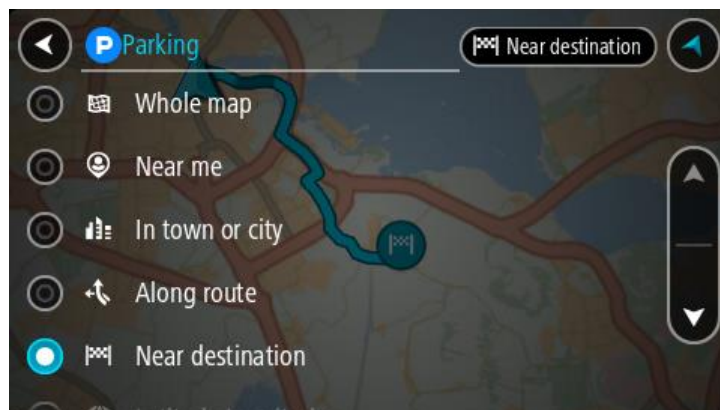 P Parking
Near destination
Whole map
Near me
In town or city
Along route
Near destination